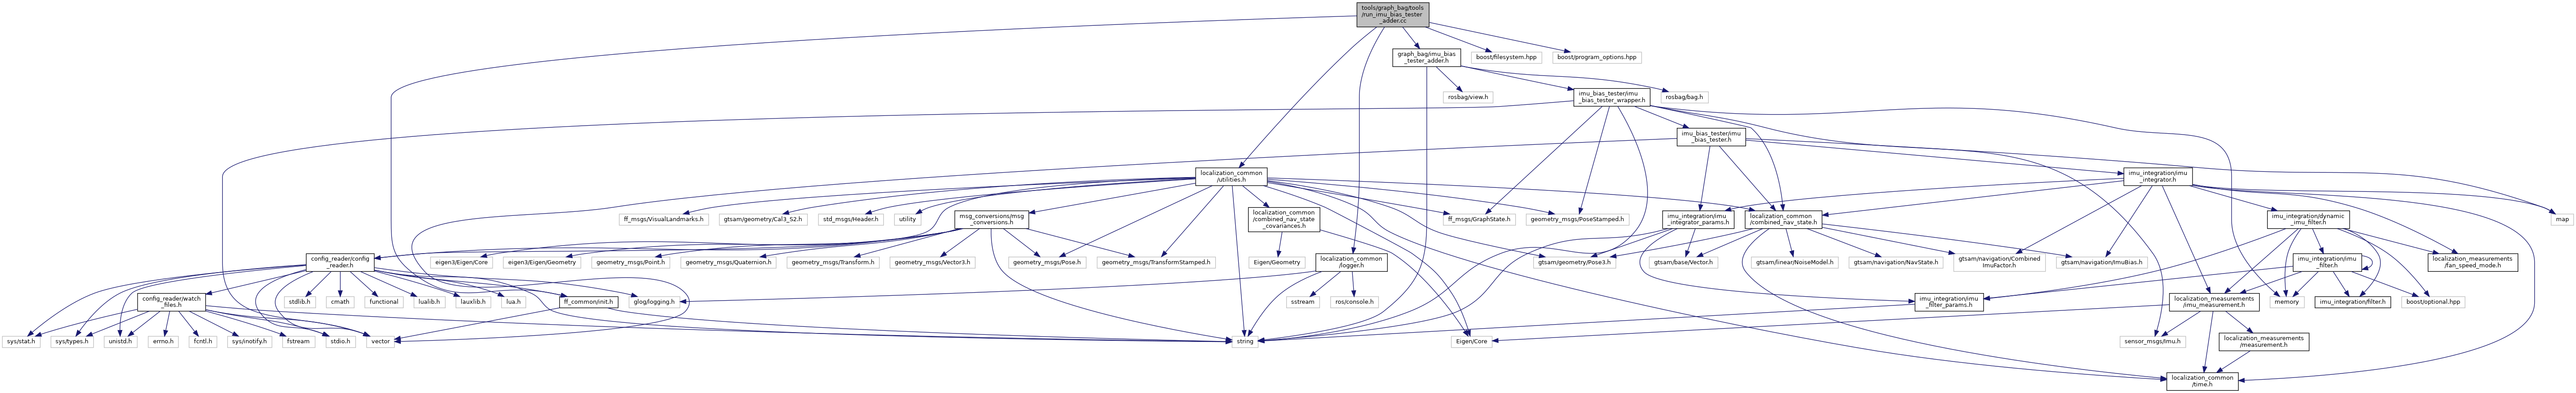 tools/graph_bag/tools
/run_imu_bias_tester
_adder.cc
graph_bag/imu_bias
_tester_adder.h
boost/filesystem.hpp
boost/program_options.hpp
rosbag/view.h
imu_bias_tester/imu
_bias_tester_wrapper.h
rosbag/bag.h
imu_bias_tester/imu
_bias_tester.h
localization_common
/utilities.h
imu_integration/imu
_integrator.h
ff_msgs/VisualLandmarks.h
gtsam/geometry/Cal3_S2.h
std_msgs/Header.h
utility
msg_conversions/msg
_conversions.h
localization_common
/combined_nav_state
_covariances.h
ff_msgs/GraphState.h
geometry_msgs/PoseStamped.h
imu_integration/imu
_integrator_params.h
localization_common
/combined_nav_state.h
imu_integration/dynamic
_imu_filter.h
map
config_reader/config
_reader.h
eigen3/Eigen/Core
eigen3/Eigen/Geometry
geometry_msgs/Point.h
geometry_msgs/Quaternion.h
geometry_msgs/Transform.h
geometry_msgs/Vector3.h
geometry_msgs/Pose.h
geometry_msgs/TransformStamped.h
Eigen/Geometry
localization_common
/logger.h
gtsam/geometry/Pose3.h
gtsam/base/Vector.h
gtsam/linear/NoiseModel.h
gtsam/navigation/NavState.h
gtsam/navigation/Combined
ImuFactor.h
gtsam/navigation/ImuBias.h
imu_integration/imu
_filter.h
localization_measurements
/fan_speed_mode.h
config_reader/watch
_files.h
stdlib.h
cmath
functional
lualib.h
lauxlib.h
lua.h
ff_common/init.h
glog/logging.h
sstream
ros/console.h
imu_integration/imu
_filter_params.h
localization_measurements
/imu_measurement.h
memory
imu_integration/filter.h
boost/optional.hpp
sys/stat.h
sys/types.h
unistd.h
errno.h
fcntl.h
sys/inotify.h
fstream
stdio.h
vector
string
Eigen/Core
sensor_msgs/Imu.h
localization_measurements
/measurement.h
localization_common
/time.h